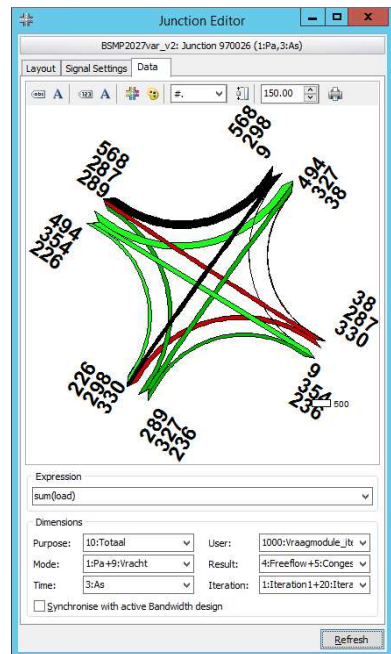 Junction Editor
BSMP2027var_v2: Junction 970026 (1:Pa,3:As)
Layout Signal Settings Data
abc A 123 A #. 150.00
568
298
9
494
327
38
568
287
289
494
354
226
38
287
330
9
354
236
500
226
298
330
289
327
236
Expression
sum(load)
Dimensions
Purpose: 10:Totaal User: 1000:Vraagmodule_ite
Mode: 1:Pa+9:Vracht Result: 4:Freeflow+5:Conges
Time: 3:As Iteration: 1:Iteration1+20:Itera
Synchronise with active Bandwidth design
Refresh